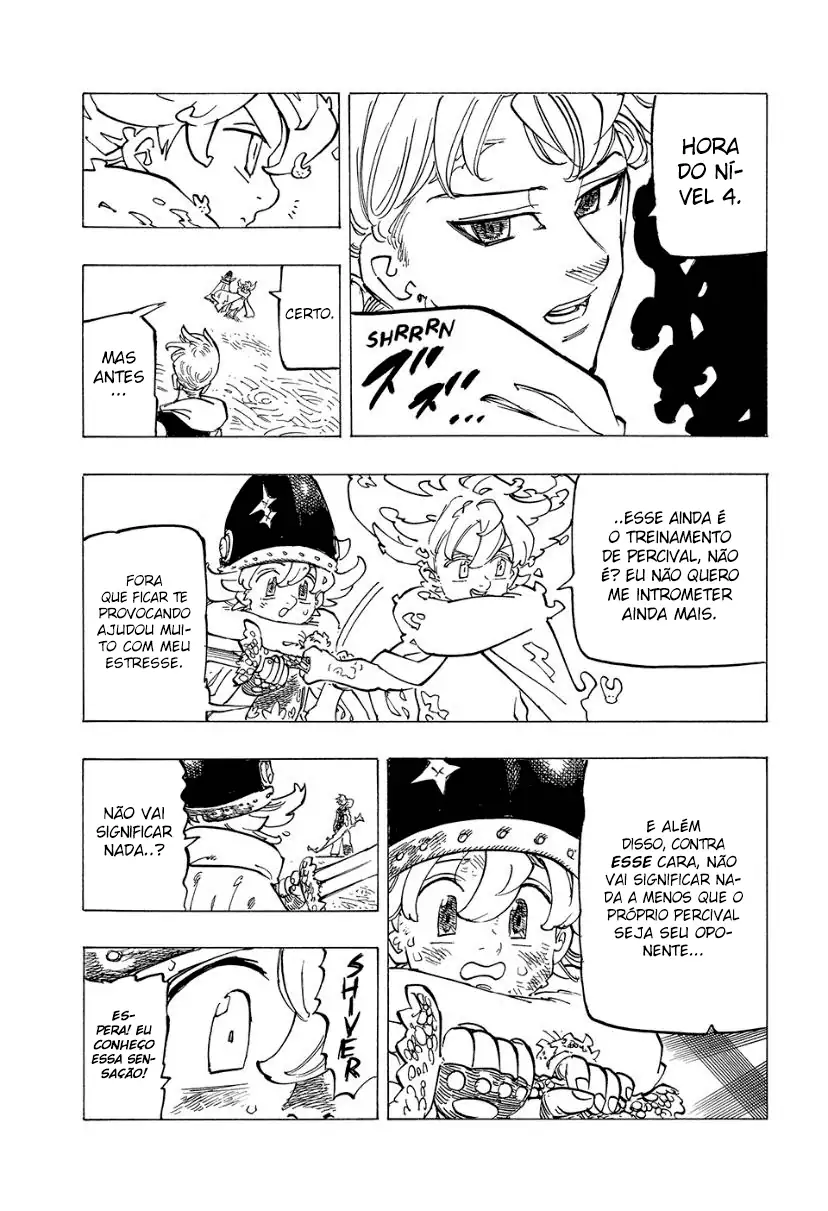 HORA
DO NÍ-
VEL 4.
SHRRRN
ズズ...
CERTO.
MAS
ANTES
...
..ESSE AINDA É
O TREINAMENTO
DE PERCIVAL, NÃO
É? EU NÃO QUERO
ME INTROMETER
AINDA MAIS.
FORA
QUE FICAR TE
PROVOCANDO
AJUDOU MUI-
TO COM MEU
ESTRESSE.
E ALÉM
DISSO, CONTRA
ESSE CARA, NÃO
VAI SIGNIFICAR NA-
DA A MENOS QUE O
PRÓPRIO PERCIVAL
SEJA SEU OPO-
NENTE...
NÃO VAI
SIGNIFICAR
NADA..?
SHIVER
ES-
PERA! EU
CONHEÇO
ESSA SEN-
SAÇÃO!